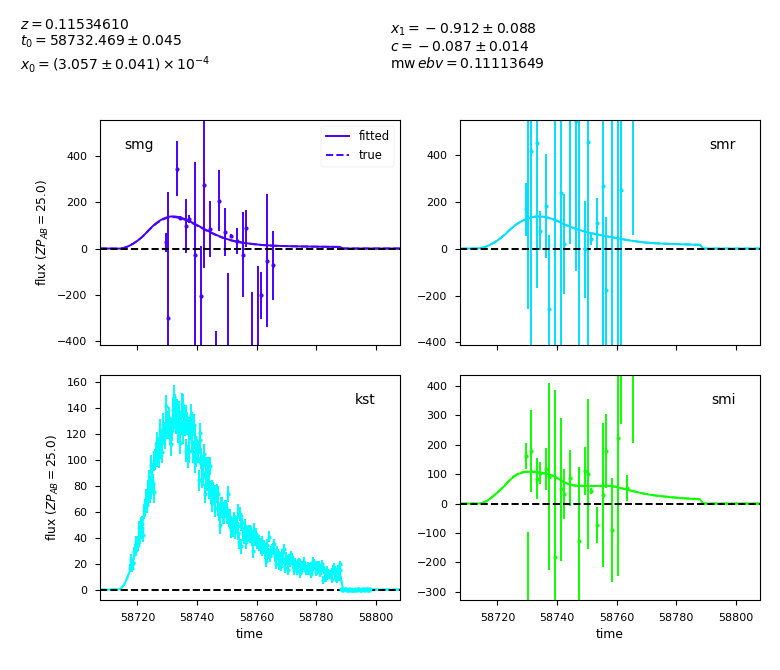 z = 0.11534610
t₀ = 58732.469 ± 0.045
x₀ = (3.057 ± 0.041) × 10⁻⁴
x₁ = −0.912 ± 0.088
c = −0.087 ± 0.014
mw ebv = 0.11113649
smg
fitted
true
400
200
0
−200
−400
flux (ZP_AB = 25.0)
smr
400
200
0
−200
−400
kst
160
140
120
100
80
60
40
20
0
flux (ZP_AB = 25.0)
58720 58740 58760 58780 58800
time
smi
400
300
200
100
0
−100
−200
−300
58720 58740 58760 58780 58800
time